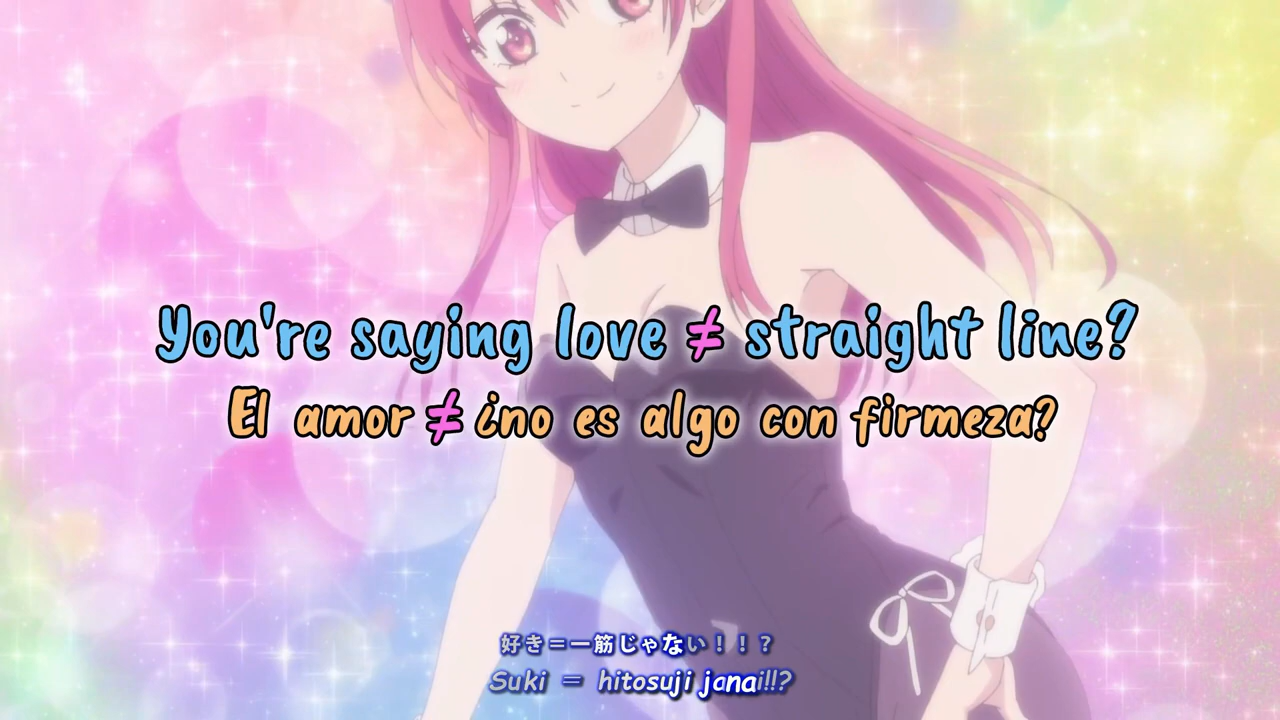 You're saying love ≠ straight line?
El amor ≠ ¿no es algo con firmeza?
好き＝一筋じゃない！！？
Suki ＝ hitosuji janai!!?